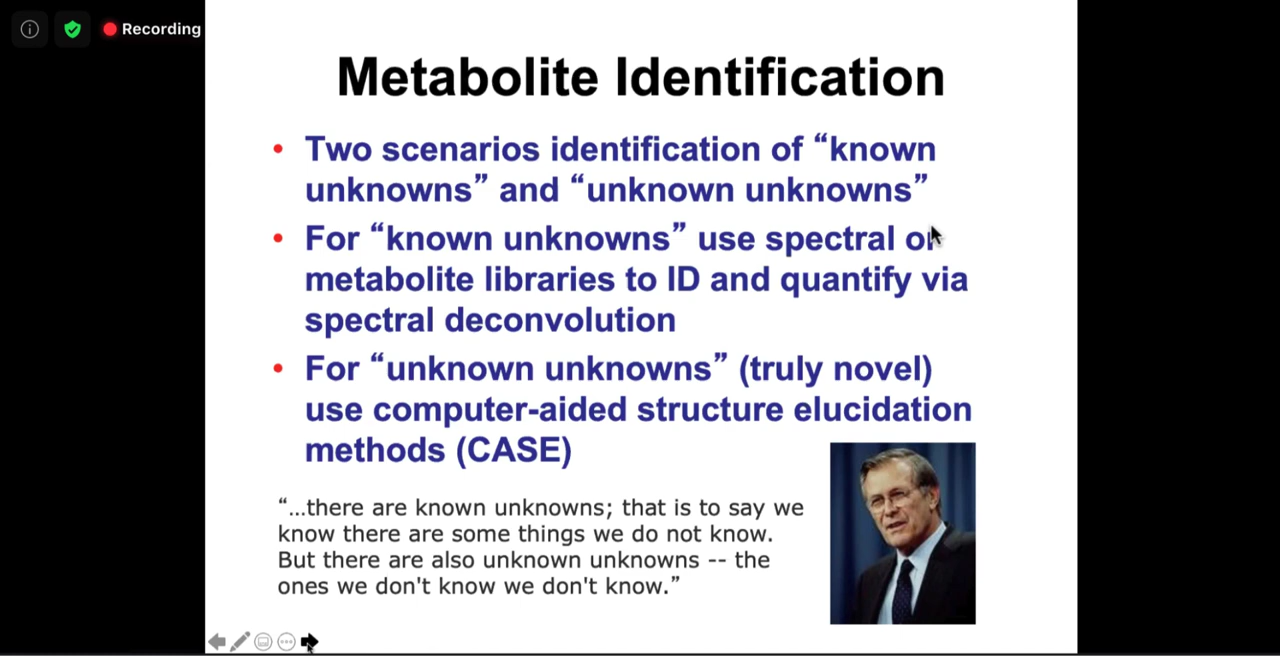 Recording
Metabolite Identification
• Two scenarios identification of “known
unknowns” and “unknown unknowns”
• For “known unknowns” use spectral or
metabolite libraries to ID and quantify via
spectral deconvolution
• For “unknown unknowns” (truly novel)
use computer-aided structure elucidation
methods (CASE)
“...there are known unknowns; that is to say we
know there are some things we do not know.
But there are also unknown unknowns -- the
ones we don't know we don't know.”